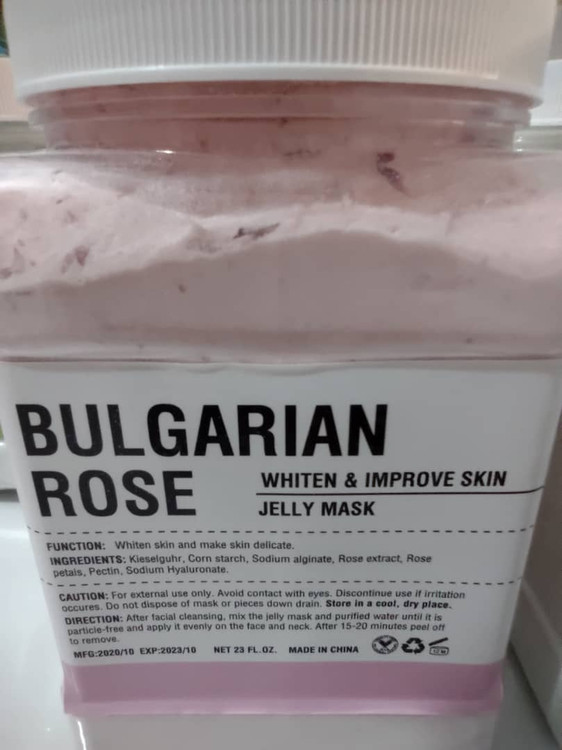 BULGARIAN
ROSE
WHITEN & IMPROVE SKIN
JELLY MASK
FUNCTION: Whiten skin and make skin delicate.
INGREDIENTS: Kieselguhr, Corn starch, Sodium alginate, Rose extract, Rose
petals, Pectin, Sodium Hyaluronate.
CAUTION: For external use only. Avoid contact with eyes. Discontinue use if irritation
occures. Do not dispose of mask or pieces down drain. Store in a cool, dry place.
DIRECTION: After facial cleansing, mix the jelly mask and purified water until it is
particle-free and apply it evenly on the face and neck. After 15-20 minutes peel off
to remove.
MFG:2020/10 EXP:2023/10 NET 23 FL.OZ. MADE IN CHINA